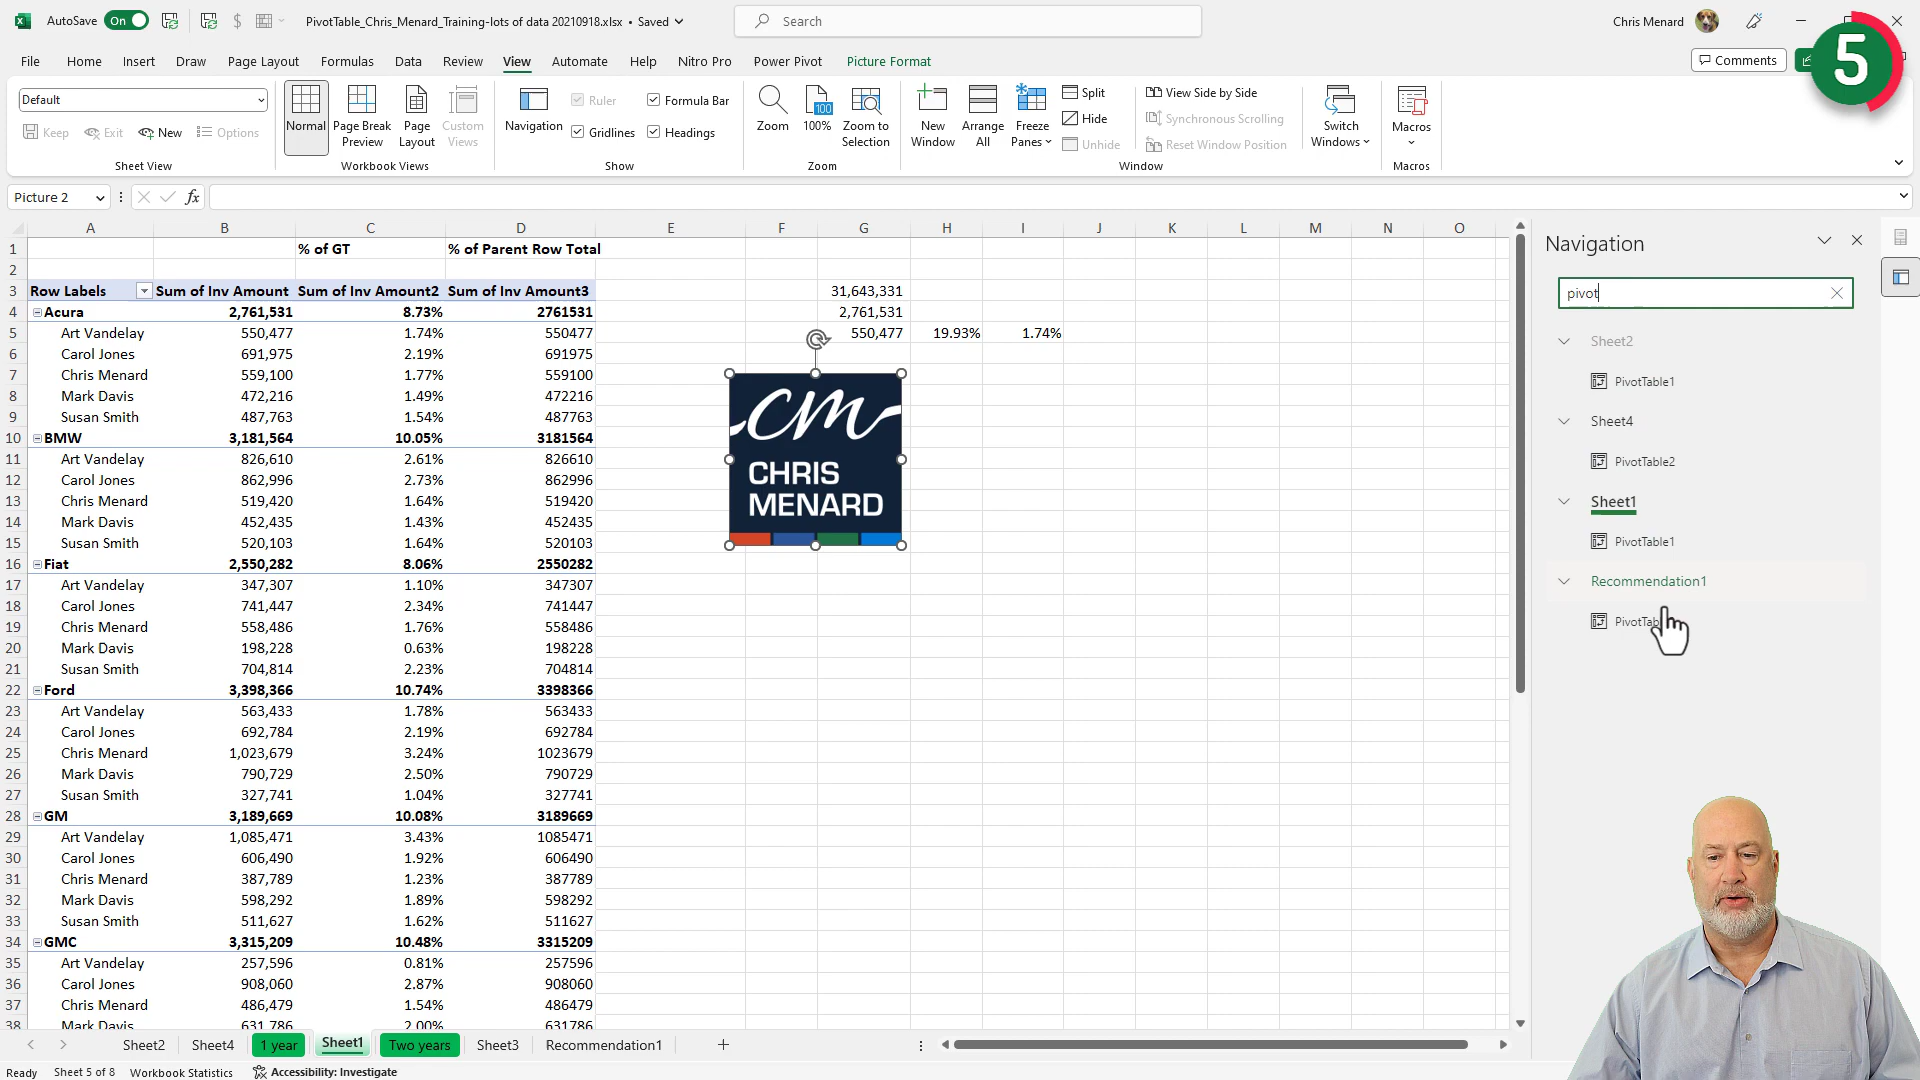 AutoSave On $ PivotTable_Chris_Menard_Training-lots of data 20210918.xlsx • Saved Search Chris Menard 5
File Home Insert Draw Page Layout Formulas Data Review View Automate Help Nitro Pro Power Pivot Picture Format Comments
Default
Keep Exit New Options
Sheet View
Normal Page Break Preview Page Layout Custom Views
Workbook Views
Navigation Ruler Formula Bar
Gridlines Headings
Show
Zoom 100% Zoom to Selection
Zoom
New Window Arrange All Freeze Panes
Split View Side by Side
Hide Synchronous Scrolling
Unhide Reset Window Position
Switch Windows
Window
Macros
Macros
Picture 2 fx
A B C D E F G H I J K L M N O
1 % of GT % of Parent Row Total
2
3 Row Labels Sum of Inv Amount Sum of Inv Amount2 Sum of Inv Amount3 31,643,331
4 Acura 2,761,531 8.73% 2761531 2,761,531
5 Art Vandelay 550,477 1.74% 550477 550,477 19.93% 1.74%
6 Carol Jones 691,975 2.19% 691975
7 Chris Menard 559,100 1.77% 559100
8 Mark Davis 472,216 1.49% 472216
9 Susan Smith 487,763 1.54% 487763
10 BMW 3,181,564 10.05% 3181564
11 Art Vandelay 826,610 2.61% 826610
12 Carol Jones 862,996 2.73% 862996
13 Chris Menard 519,420 1.64% 519420
14 Mark Davis 452,435 1.43% 452435
15 Susan Smith 520,103 1.64% 520103
16 Fiat 2,550,282 8.06% 2550282
17 Art Vandelay 347,307 1.10% 347307
18 Carol Jones 741,447 2.34% 741447
19 Chris Menard 558,486 1.76% 558486
20 Mark Davis 198,228 0.63% 198228
21 Susan Smith 704,814 2.23% 704814
22 Ford 3,398,366 10.74% 3398366
23 Art Vandelay 563,433 1.78% 563433
24 Carol Jones 692,784 2.19% 692784
25 Chris Menard 1,023,679 3.24% 1023679
26 Mark Davis 790,729 2.50% 790729
27 Susan Smith 327,741 1.04% 327741
28 GM 3,189,669 10.08% 3189669
29 Art Vandelay 1,085,471 3.43% 1085471
30 Carol Jones 606,490 1.92% 606490
31 Chris Menard 387,789 1.23% 387789
32 Mark Davis 598,292 1.89% 598292
33 Susan Smith 511,627 1.62% 511627
34 GMC 3,315,209 10.48% 3315209
35 Art Vandelay 257,596 0.81% 257596
36 Carol Jones 908,060 2.87% 908060
37 Chris Menard 486,479 1.54% 486479
38 Mark Davis 631,786 2.00% 631786
cm
CHRIS
MENARD
Navigation
pivot
Sheet2
PivotTable1
Sheet4
PivotTable2
Sheet1
PivotTable1
Recommendation1
PivotTab
Sheet2 Sheet4 1 year Sheet1 Two years Sheet3 Recommendation1
Ready Sheet 5 of 8 Workbook Statistics Accessibility: Investigate